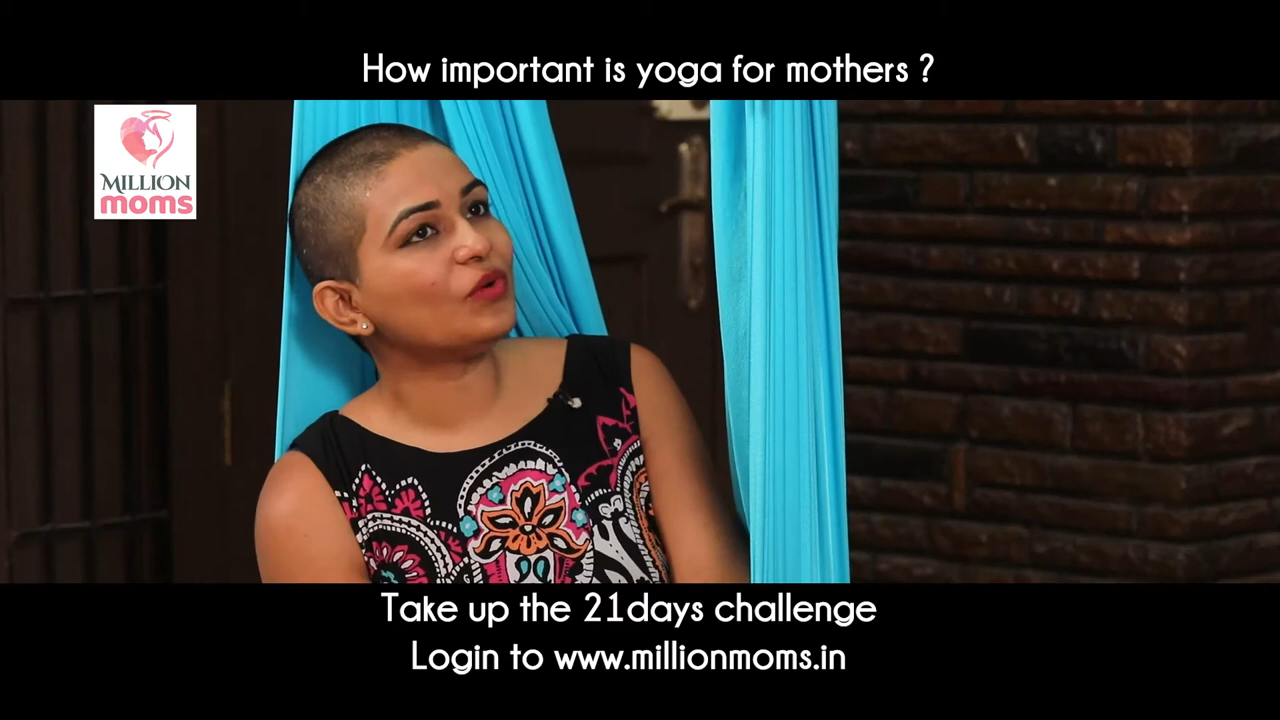 How important is yoga for mothers ?
MILLION
moms
Take up the 21days challenge
Login to www.millionmoms.in